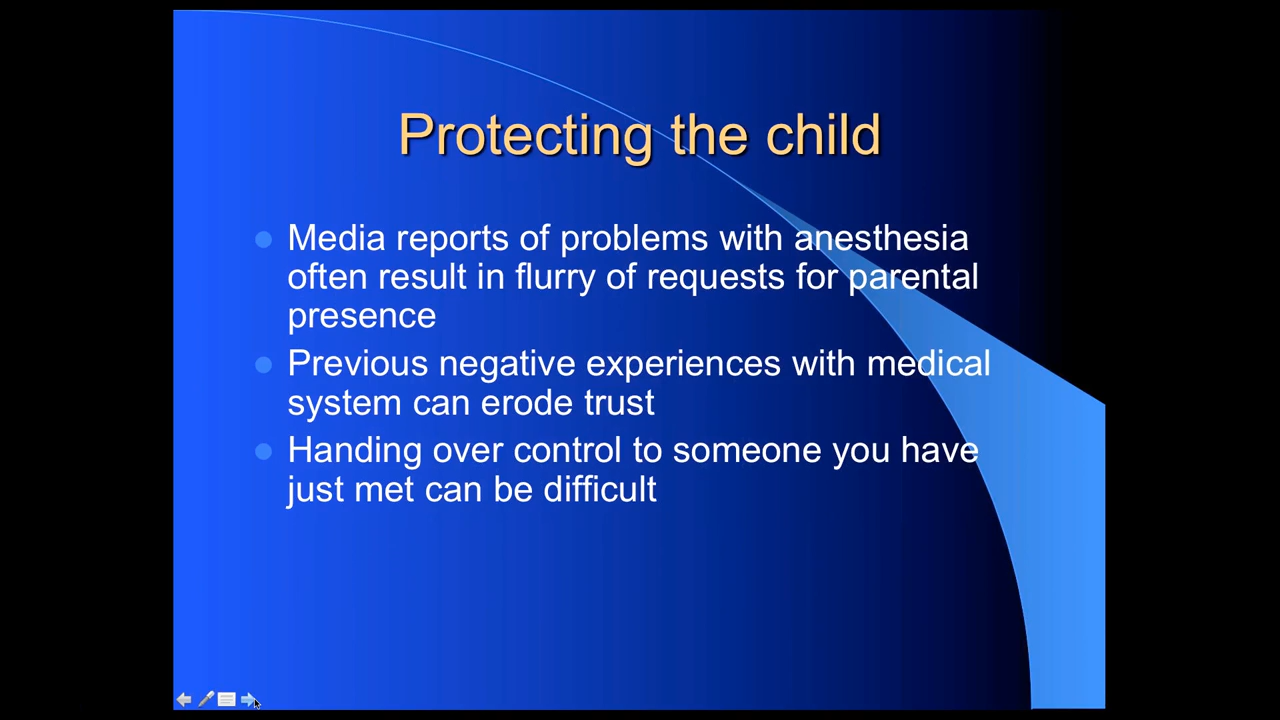 Protecting the child
Media reports of problems with anesthesia
often result in flurry of requests for parental
presence
Previous negative experiences with medical
system can erode trust
Handing over control to someone you have
just met can be difficult